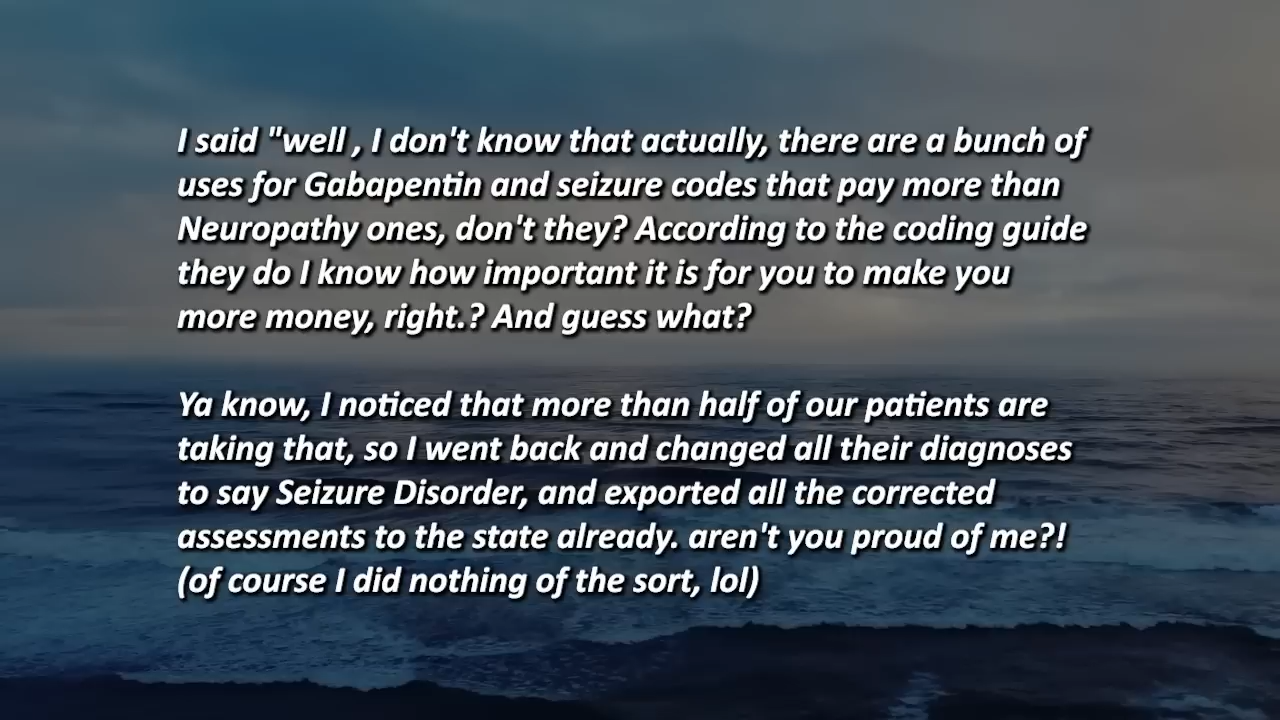 I said "well , I don't know that actually, there are a bunch of
uses for Gabapentin and seizure codes that pay more than
Neuropathy ones, don't they? According to the coding guide
they do I know how important it is for you to make you
more money, right.? And guess what?
Ya know, I noticed that more than half of our patients are
taking that, so I went back and changed all their diagnoses
to say Seizure Disorder, and exported all the corrected
assessments to the state already. aren't you proud of me?!
(of course I did nothing of the sort, lol)